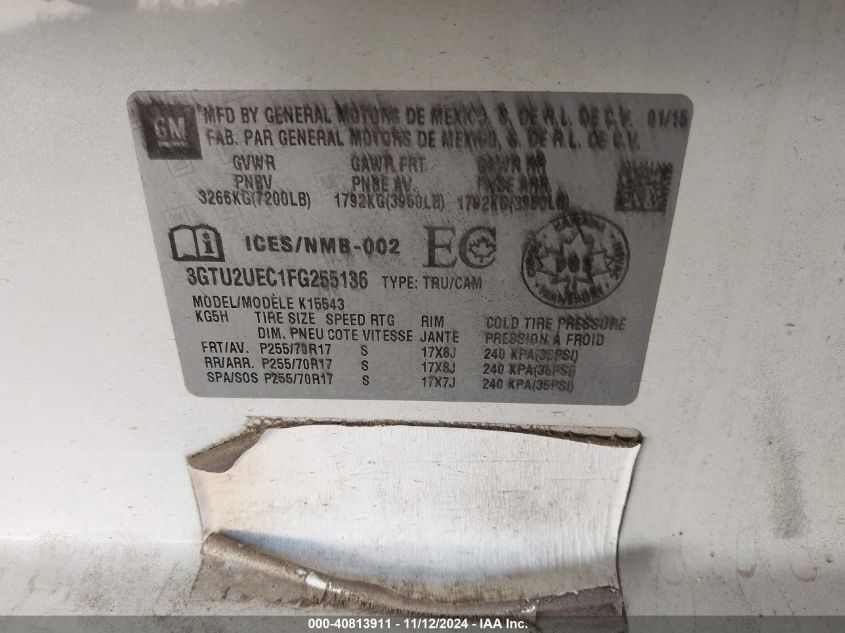 GM MFD BY GENERAL MOTORS DE MEXICO, S. DE R.L. DE C.V. 01/15
FAB. PAR GENERAL MOTORS DE MEXICO, S. DE R.L. DE C.V.
GVWR GAWR FRT GAWR RR
PNBV PNBE AV PNBE ARR
3266KG(7200LB) 1792KG(3950LB) 1792KG(3950LB)
ICES/NMB-002 EC CANADA
3GTU2UEC1FG255136 TYPE: TRU/CAM
MODEL/MODÈLE K15543
KG5H TIRE SIZE SPEED RTG RIM COLD TIRE PRESSURE
DIM. PNEU COTE VITESSE JANTE PRESSION À FROID
FRT/AV. P255/70R17 S 17X8J 240 KPA(35PSI)
RR/ARR. P255/70R17 S 17X8J 240 KPA(35PSI)
SPA/SOS P255/70R17 S 17X7J 240 KPA(35PSI)
000-40813911 - 11/12/2024 - IAA, Inc.